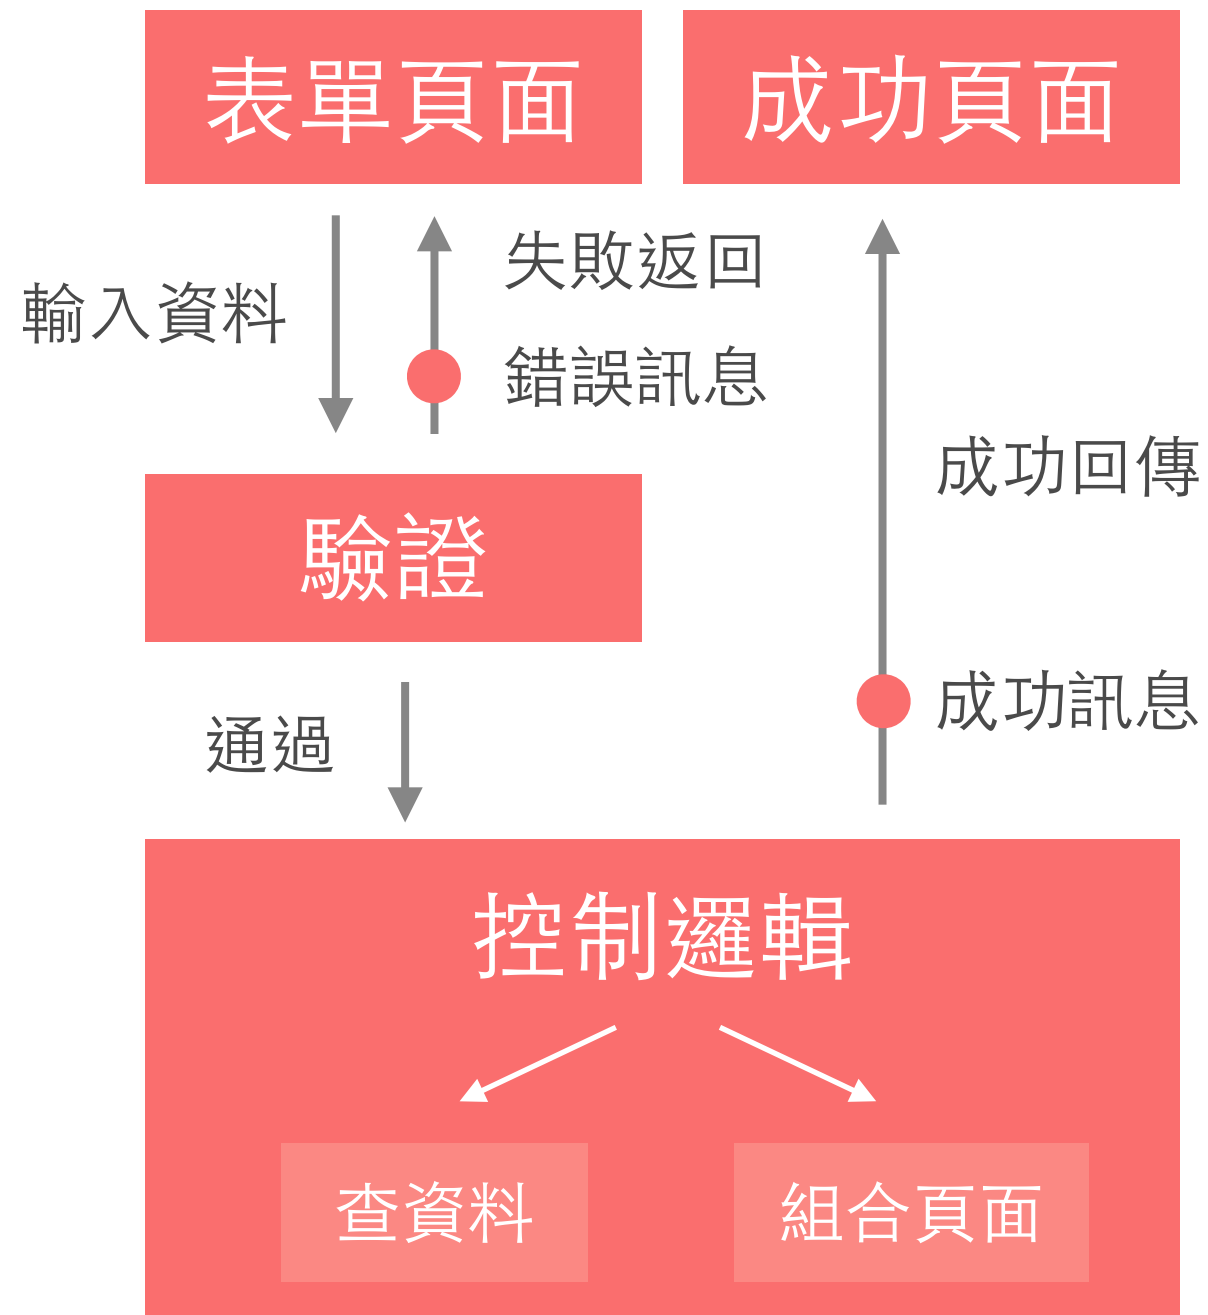 表單頁面
成功頁面
輸入資料
失敗返回
錯誤訊息
成功回傳
驗證
成功訊息
通過
控制邏輯
查資料
組合頁面